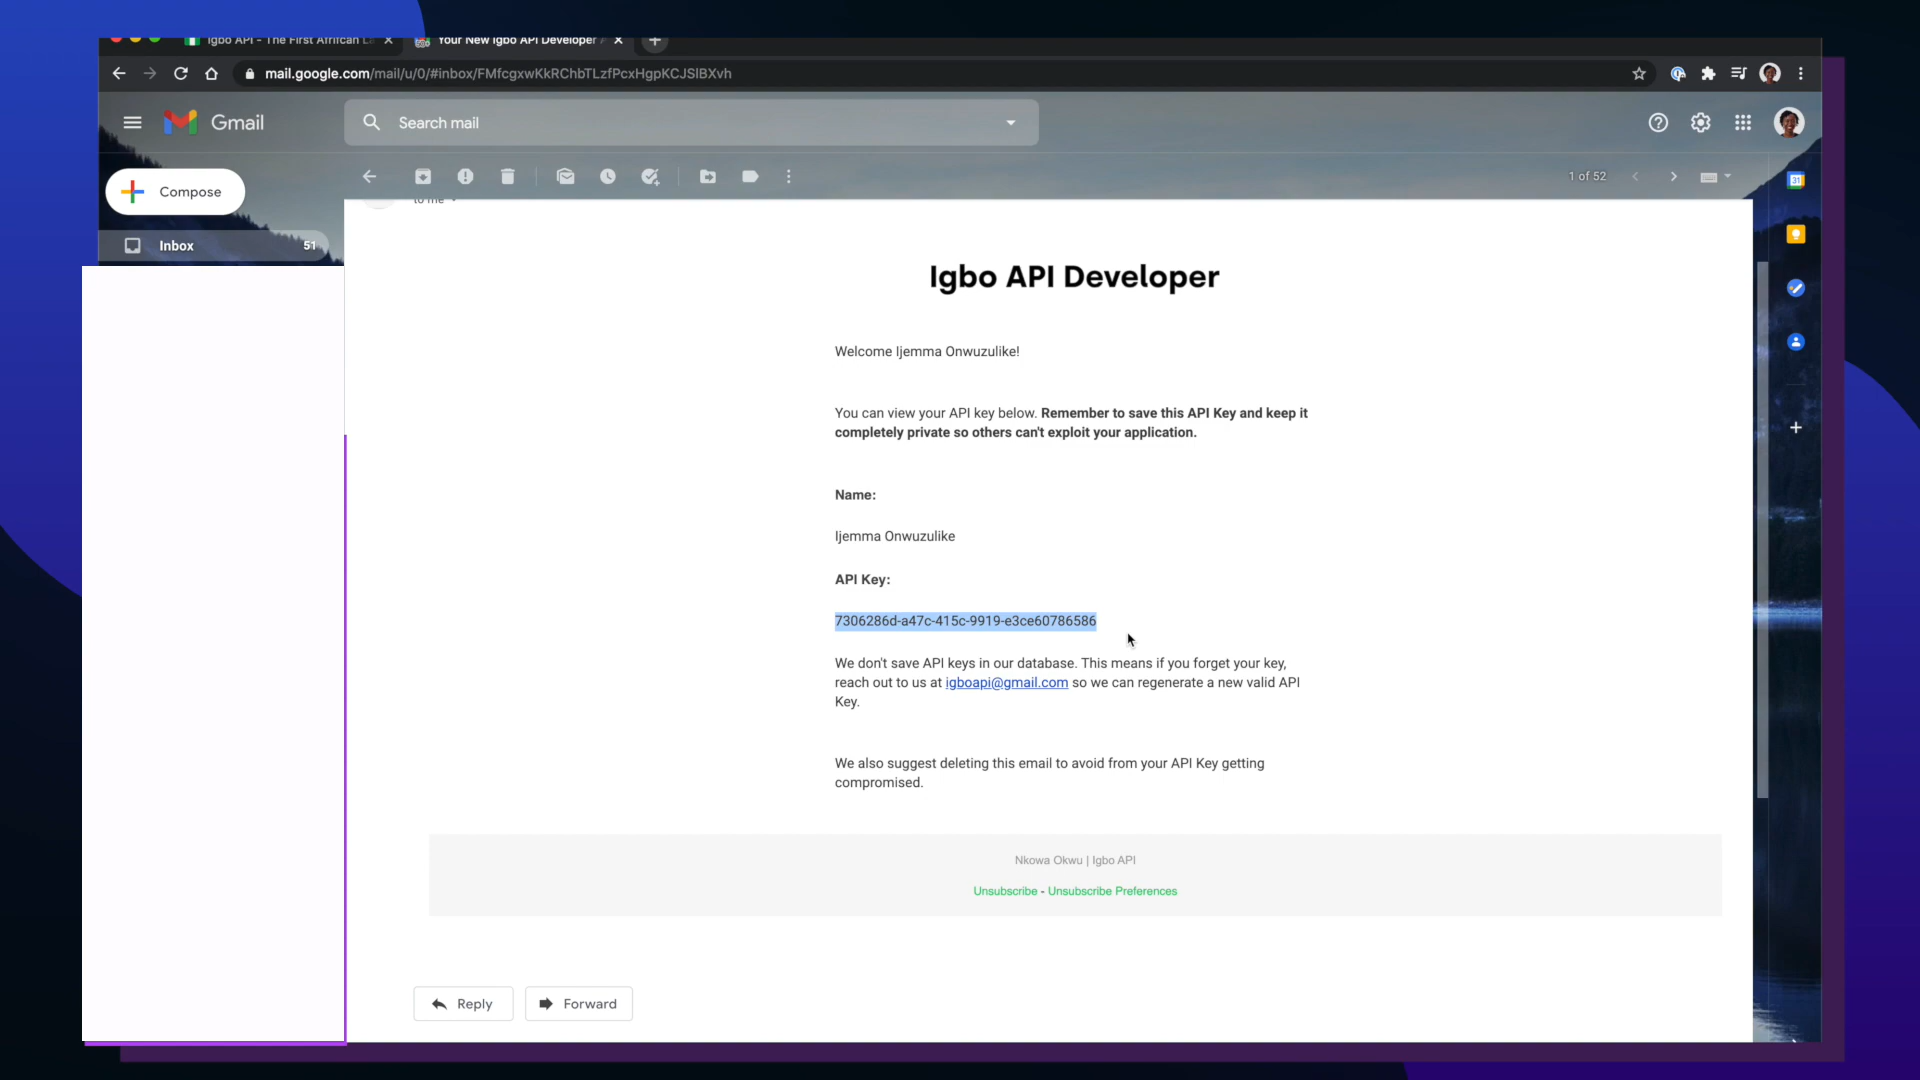 Igbo API - The First African L
Your New Igbo API Developer
mail.google.com/mail/u/0/#inbox/FMfcgxwKkRChbTLzfPcxHgpKCJSlBXvh
Gmail
Search mail
Compose
1 of 52
31
to me
Inbox
51
Igbo API Developer
Welcome Ijemma Onwuzulike!
You can view your API key below. Remember to save this API Key and keep it
completely private so others can't exploit your application.
Name:
Ijemma Onwuzulike
API Key:
7306286d-a47c-415c-9919-e3ce60786586
We don't save API keys in our database. This means if you forget your key,
reach out to us at igboapi@gmail.com so we can regenerate a new valid API
Key.
We also suggest deleting this email to avoid from your API Key getting
compromised.
Nkowa Okwu | Igbo API
Unsubscribe - Unsubscribe Preferences
Reply
Forward